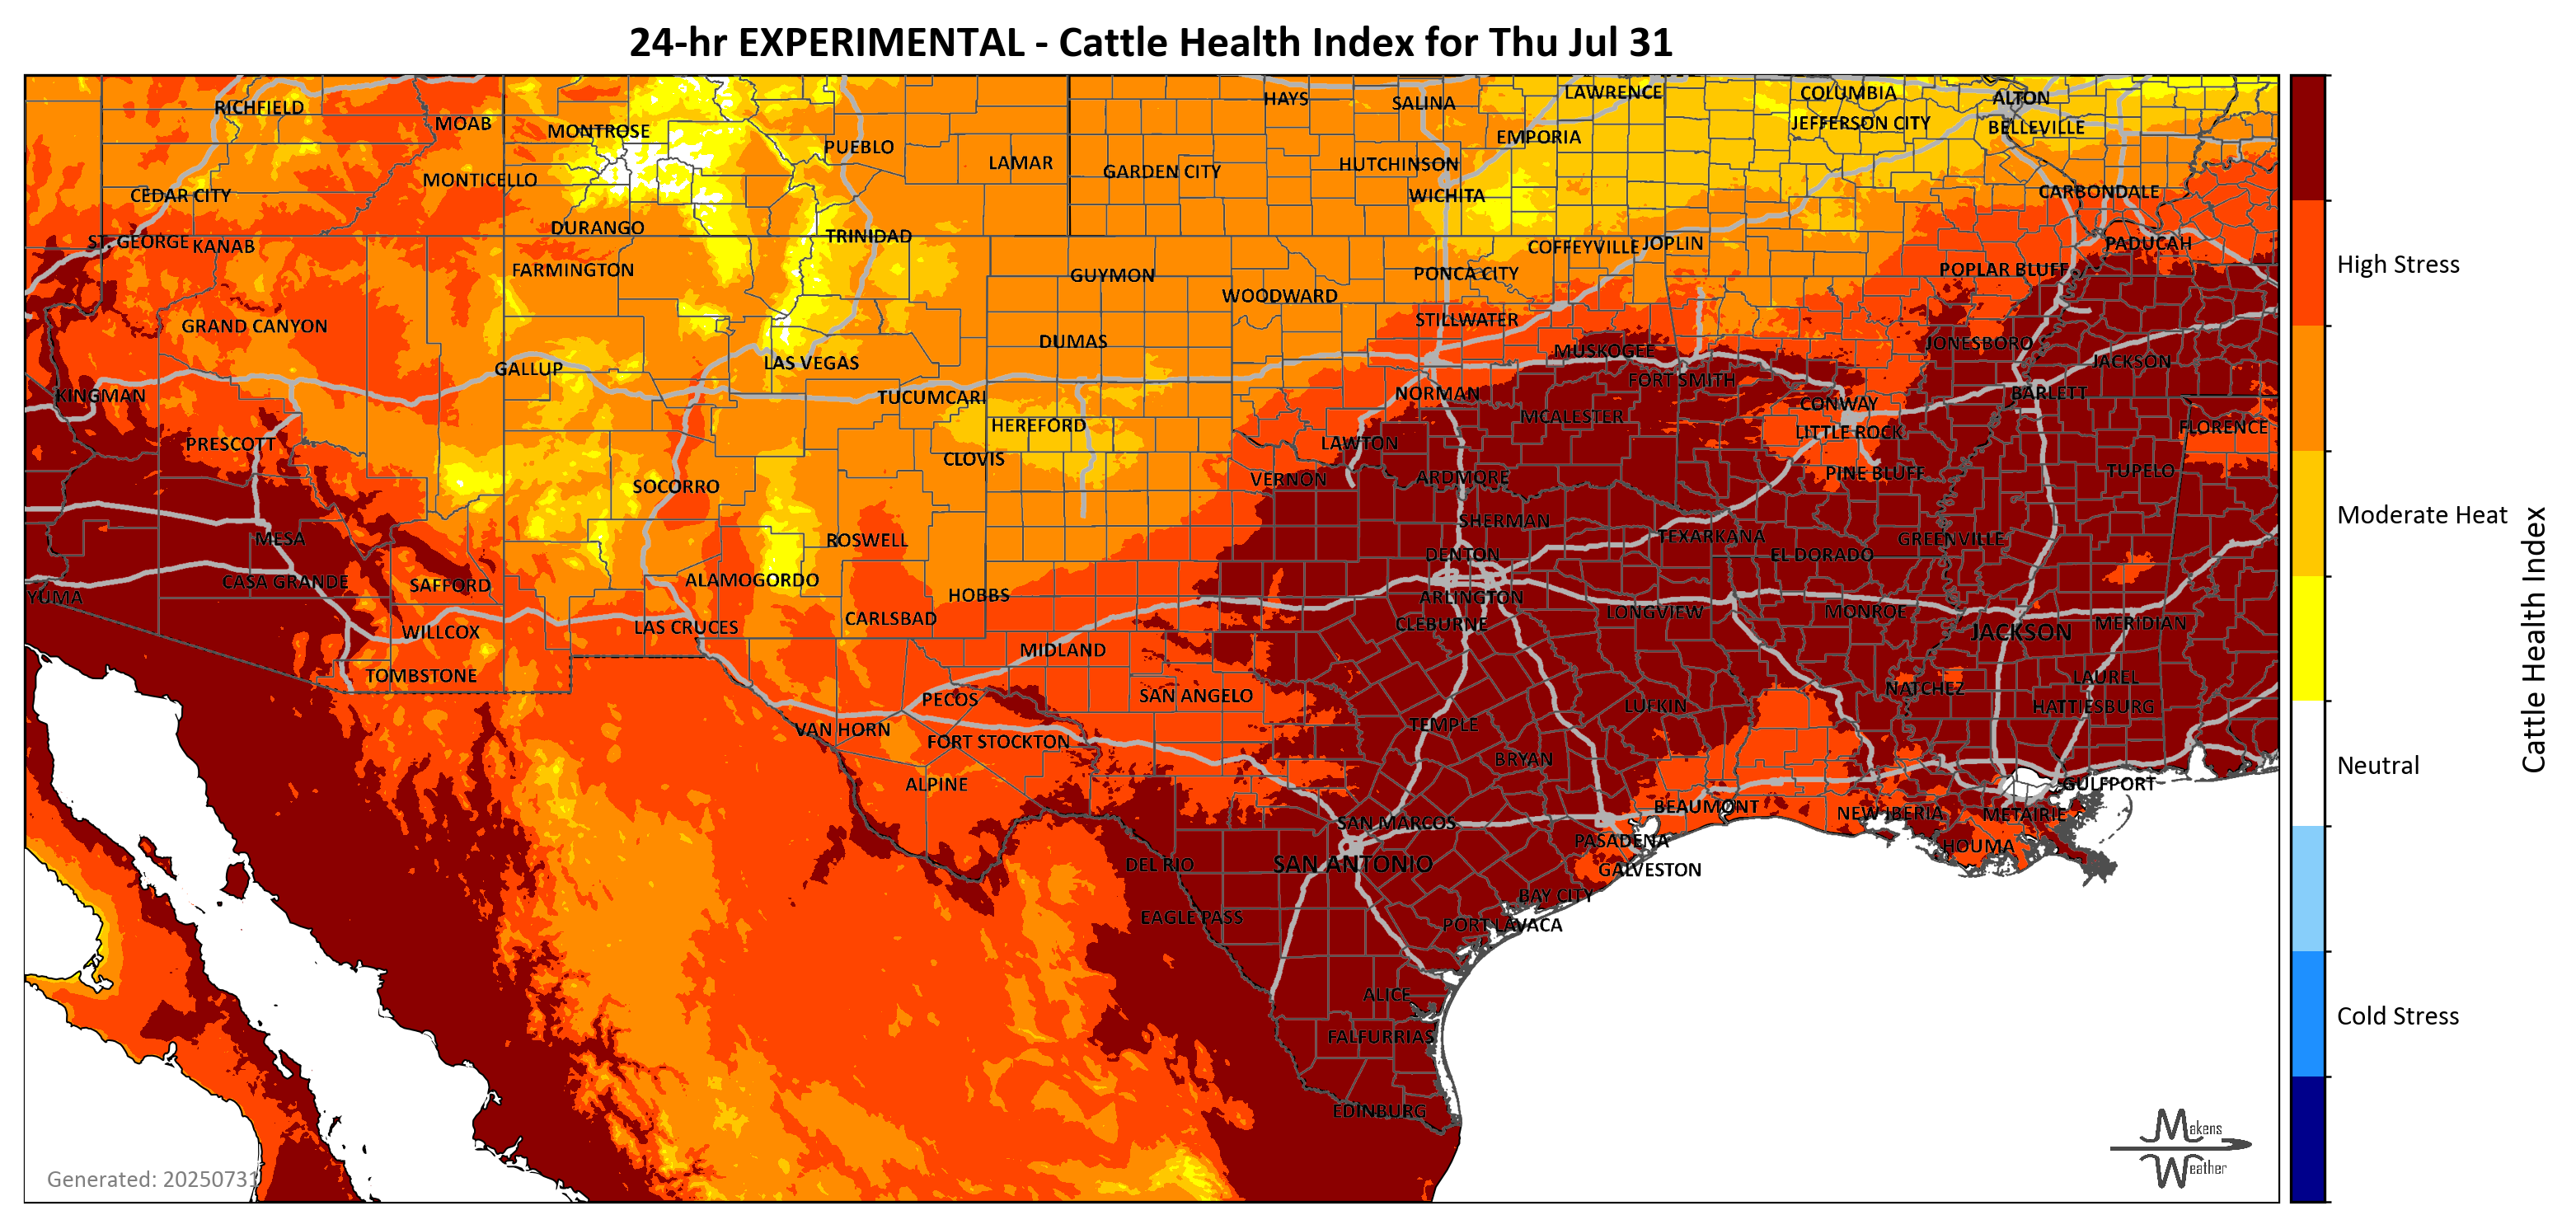 24-hr EXPERIMENTAL - Cattle Health Index for Thu Jul 31
RICHFIELD
MOAB
MONTROSE
PUEBLO
LAMAR
GARDEN CITY
HAYS
SALINA
LAWRENCE
COLUMBIA
ALTON
EMPORIA
JEFFERSON CITY
BELLEVILLE
HUTCHINSON
CEDAR CITY
MONTICELLO
WICHITA
CARBONDALE
ST. GEORGE
KANAB
DURANGO
TRINIDAD
COFFEYVILLE
JOPLIN
PADUCAH
FARMINGTON
GUYMON
PONCA CITY
POPLAR BLUFF
WOODWARD
GRAND CANYON
STILLWATER
DUMAS
MUSKOGEE
JONESBORO
JACKSON
GALLUP
LAS VEGAS
FORT SMITH
KINGMAN
TUCUMCARI
NORMAN
CONWAY
BARLETT
HEREFORD
MCALESTER
LITTLE ROCK
FLORENCE
PRESCOTT
CLOVIS
LAWTON
VERNON
ARDMORE
PINE BLUFF
TUPELO
SOCORRO
SHERMAN
MESA
ROSWELL
DENTON
TEXARKANA
EL DORADO
GREENVILLE
CASA GRANDE
SAFFORD
ALAMOGORDO
YUMA
HOBBS
ARLINGTON
LONGVIEW
MONROE
WILLCOX
LAS CRUCES
CARLSBAD
CLEBURNE
JACKSON
MERIDIAN
TOMBSTONE
MIDLAND
PECOS
SAN ANGELO
LUFKIN
NATCHEZ
LAUREL
HATTIESBURG
VAN HORN
FORT STOCKTON
TEMPLE
ALPINE
BRYAN
GULFPORT
BEAUMONT
NEW IBERIA
METAIRIE
SAN MARCOS
PASADENA
HOUMA
DEL RIO
SAN ANTONIO
GALVESTON
BAY CITY
EAGLE PASS
PORT LAVACA
ALICE
FALFURRIAS
EDINBURG
High Stress
Moderate Heat
Neutral
Cold Stress
Cattle Health Index
Makens
Weather
Generated: 20250731